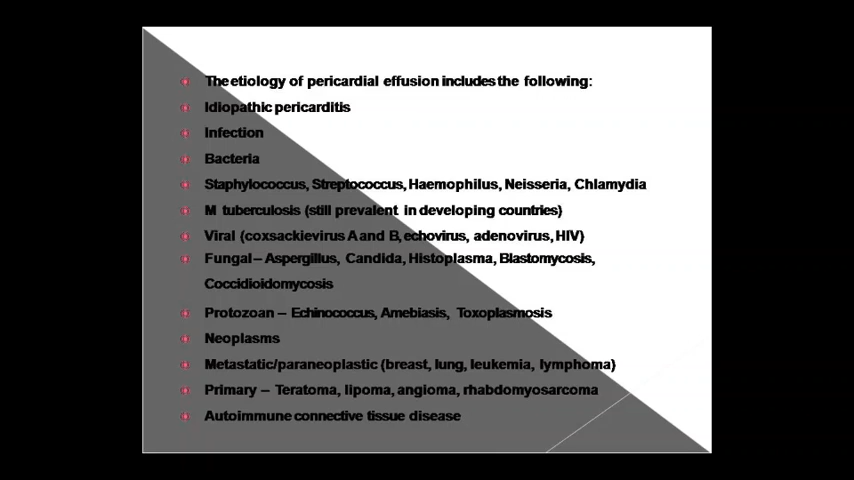 The etiology of pericardial effusion includes the following:
Idiopathic pericarditis
Infection
Bacteria
Staphylococcus, Streptococcus, Haemophilus, Neisseria, Chlamydia
M tuberculosis (still prevalent in developing countries)
Viral (coxsackievirus A and B, echovirus, adenovirus, HIV)
Fungal – Aspergillus, Candida, Histoplasma, Blastomycosis,
Coccidioidomycosis
Protozoan – Echinococcus, Amebiasis, Toxoplasmosis
Neoplasms
Metastatic/paraneoplastic (breast, lung, leukemia, lymphoma)
Primary – Teratoma, lipoma, angioma, rhabdomyosarcoma
Autoimmune connective tissue disease